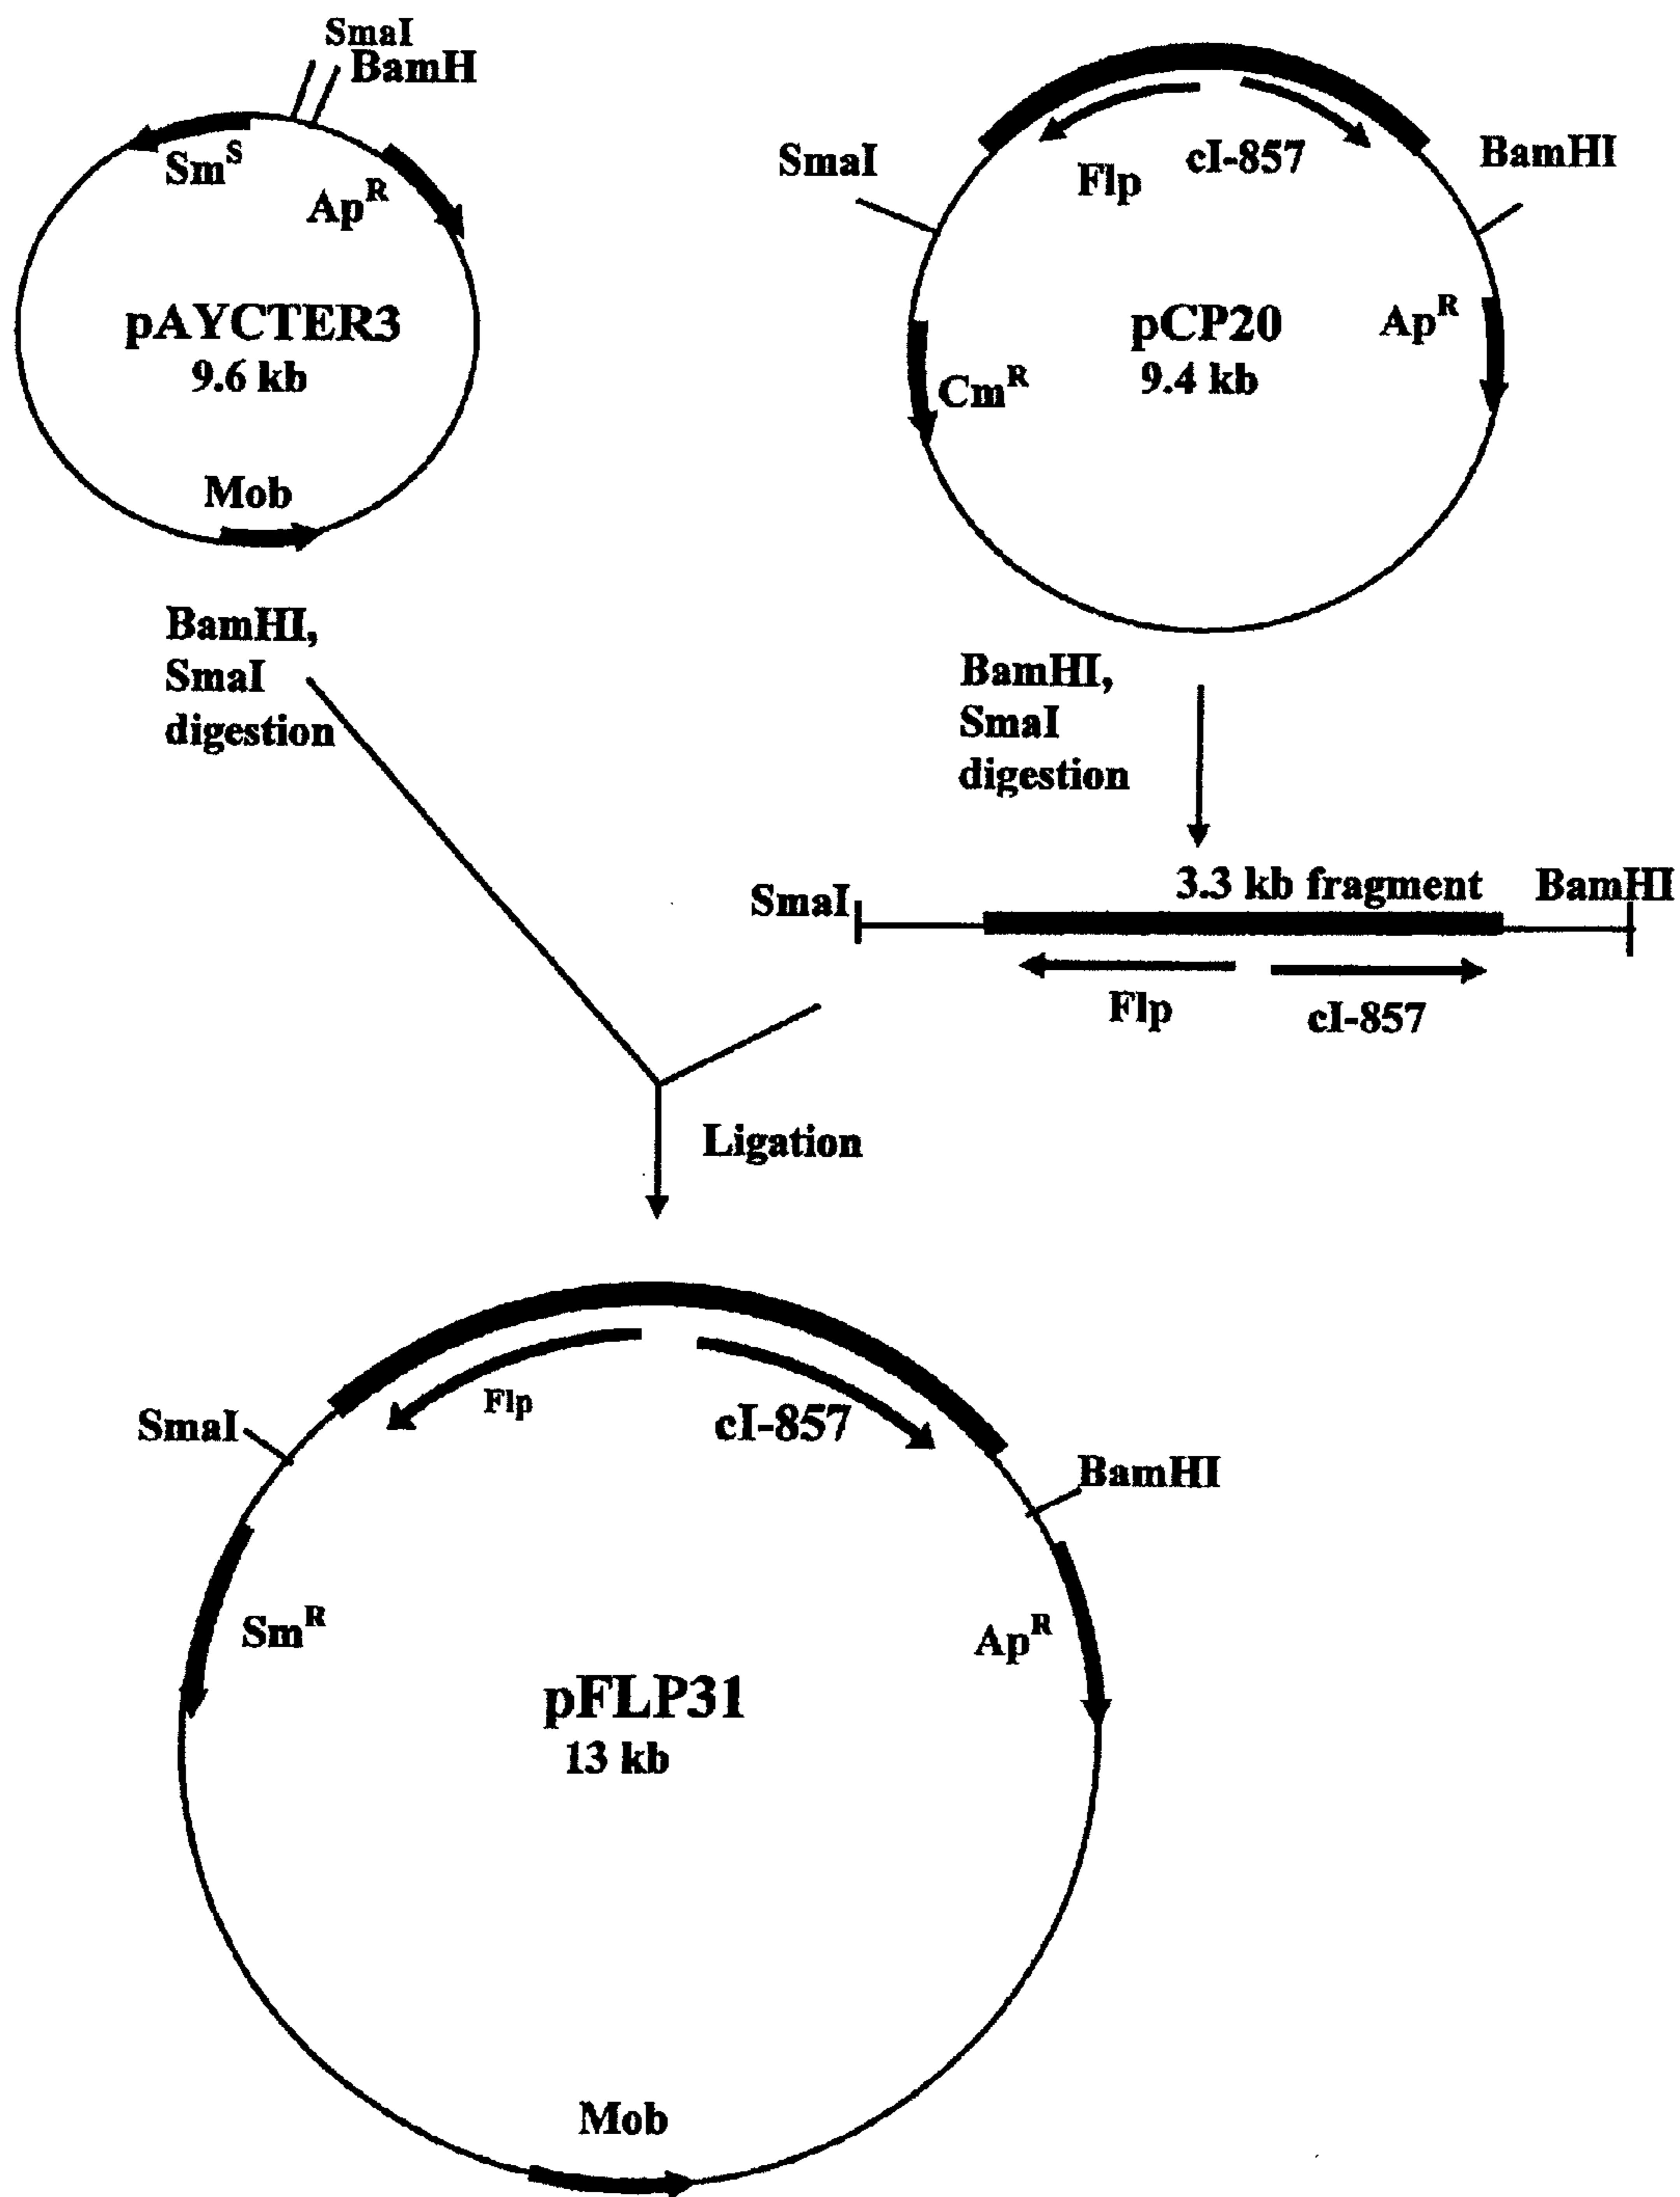 SmaI
BamH
Sm^S
Ap^R
pAYCTER3
9.6 kb
Mob
SmaI
BamHI
Flp
cI-857
pCP20
9.4 kb
Ap^R
Cm^R
BamHI,
SmaI
digestion
BamHI,
SmaI
digestion
3.3 kb fragment
SmaI
BamHI
Flp
cI-857
Ligation
SmaI
Flp
cI-857
BamHI
Sm^R
Ap^R
pFLP31
13 kb
Mob